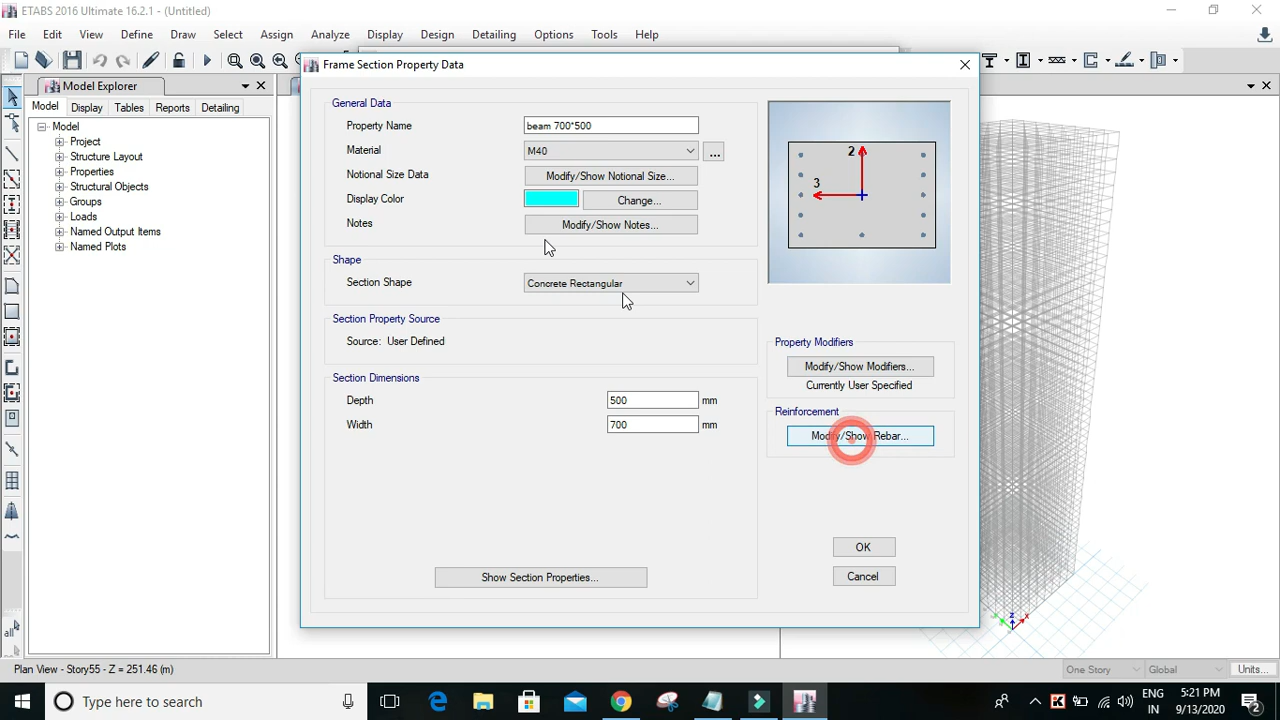 ETABS 2016 Ultimate 16.2.1 - (Untitled)
File Edit View Define Draw Select Assign Analyze Display Design Detailing Options Tools Help
Model Explorer
Model Display Tables Reports Detailing
Model
Project
Structure Layout
Properties
Structural Objects
Groups
Loads
Named Output Items
Named Plots
Frame Section Property Data
General Data
Property Name beam 700*500
Material M40 ...
Notional Size Data Modify/Show Notional Size...
Display Color Change...
Notes Modify/Show Notes...
Shape
Section Shape Concrete Rectangular
Section Property Source
Source: User Defined
Section Dimensions
Depth 500 mm
Width 700 mm
Show Section Properties...
2
3
Property Modifiers
Modify/Show Modifiers...
Currently User Specified
Reinforcement
Modify/Show Rebar...
OK
Cancel
all
Z X
Plan View - Story55 - Z = 251.46 (m)
One Story Global Units...
Type here to search
ENG
IN
5:21 PM
9/13/2020
2